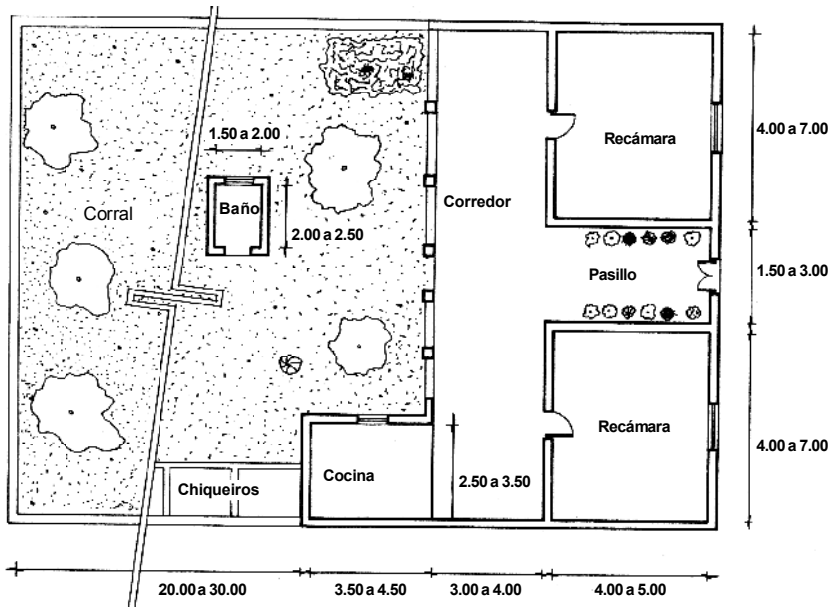 1.50 a 2.00
Recámara
4.00 a 7.00
Corral
Baño
Corredor
2.00 a 2.50
Pasillo
1.50 a 3.00
Recámara
4.00 a 7.00
Chiqueiros
Cocina
2.50 a 3.50
20.00 a 30.00
3.50 a 4.50
3.00 a 4.00
4.00 a 5.00